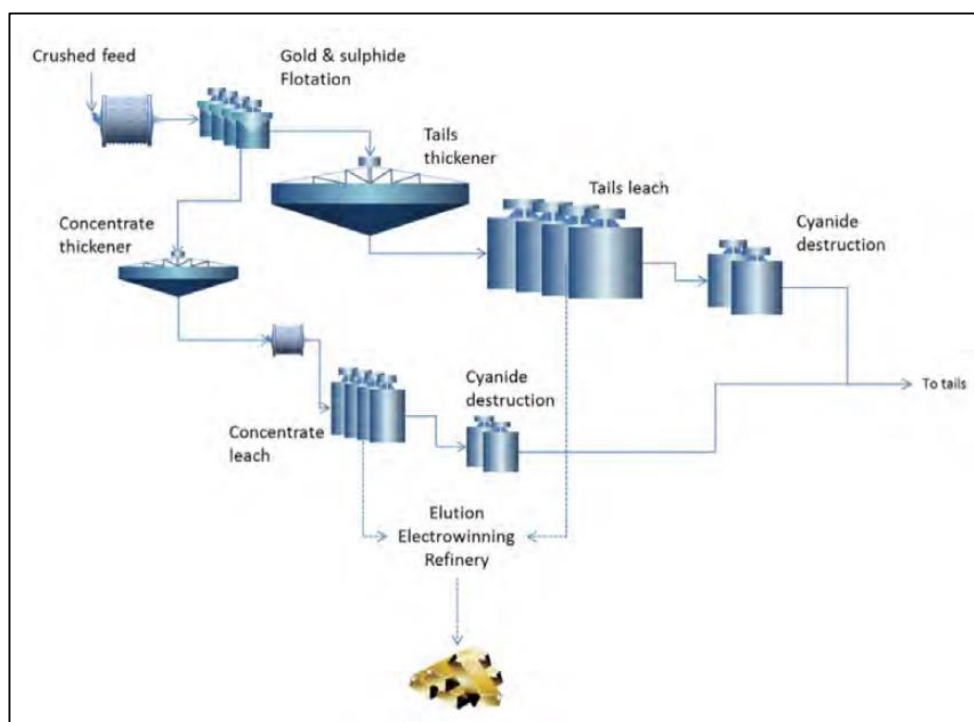 Crushed feed
Gold & sulphide
Flotation
Tails
thickener
Tails leach
Cyanide
destruction
Concentrate
thickener
To tails
Cyanide
destruction
Concentrate
leach
Elution
Electrowinning
Refinery